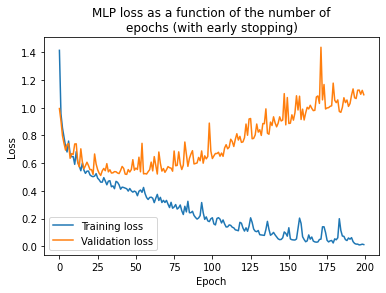 MLP loss as a function of the number of
epochs (with early stopping)
1.4
1.2
1.0
0.8
0.6
0.4
0.2
0.0
Loss
Training loss
Validation loss
0 25 50 75 100 125 150 175 200
Epoch